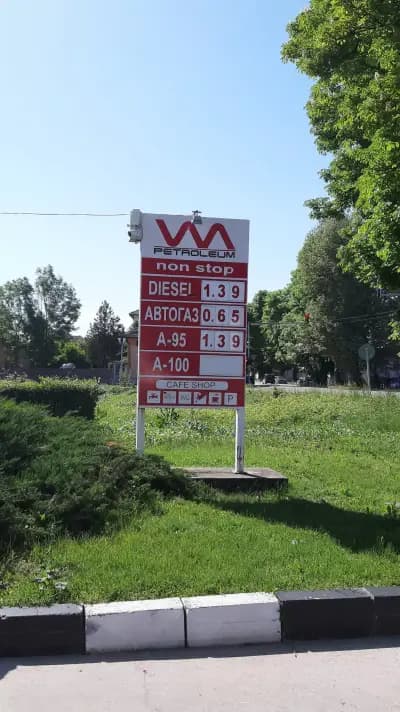 VM
PETROLEUM
non stop
DIESEL 1.39
АВТОГАЗ 0.65
A-95 1.39
A-100
CAFE SHOP
P